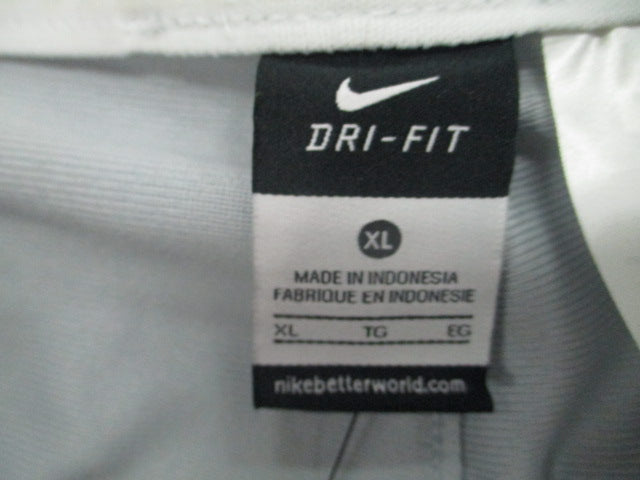 DRI-FIT
XL
MADE IN INDONESIA
FABRIQUE EN INDONESIE
XL TG EG
nikebetterworld.com